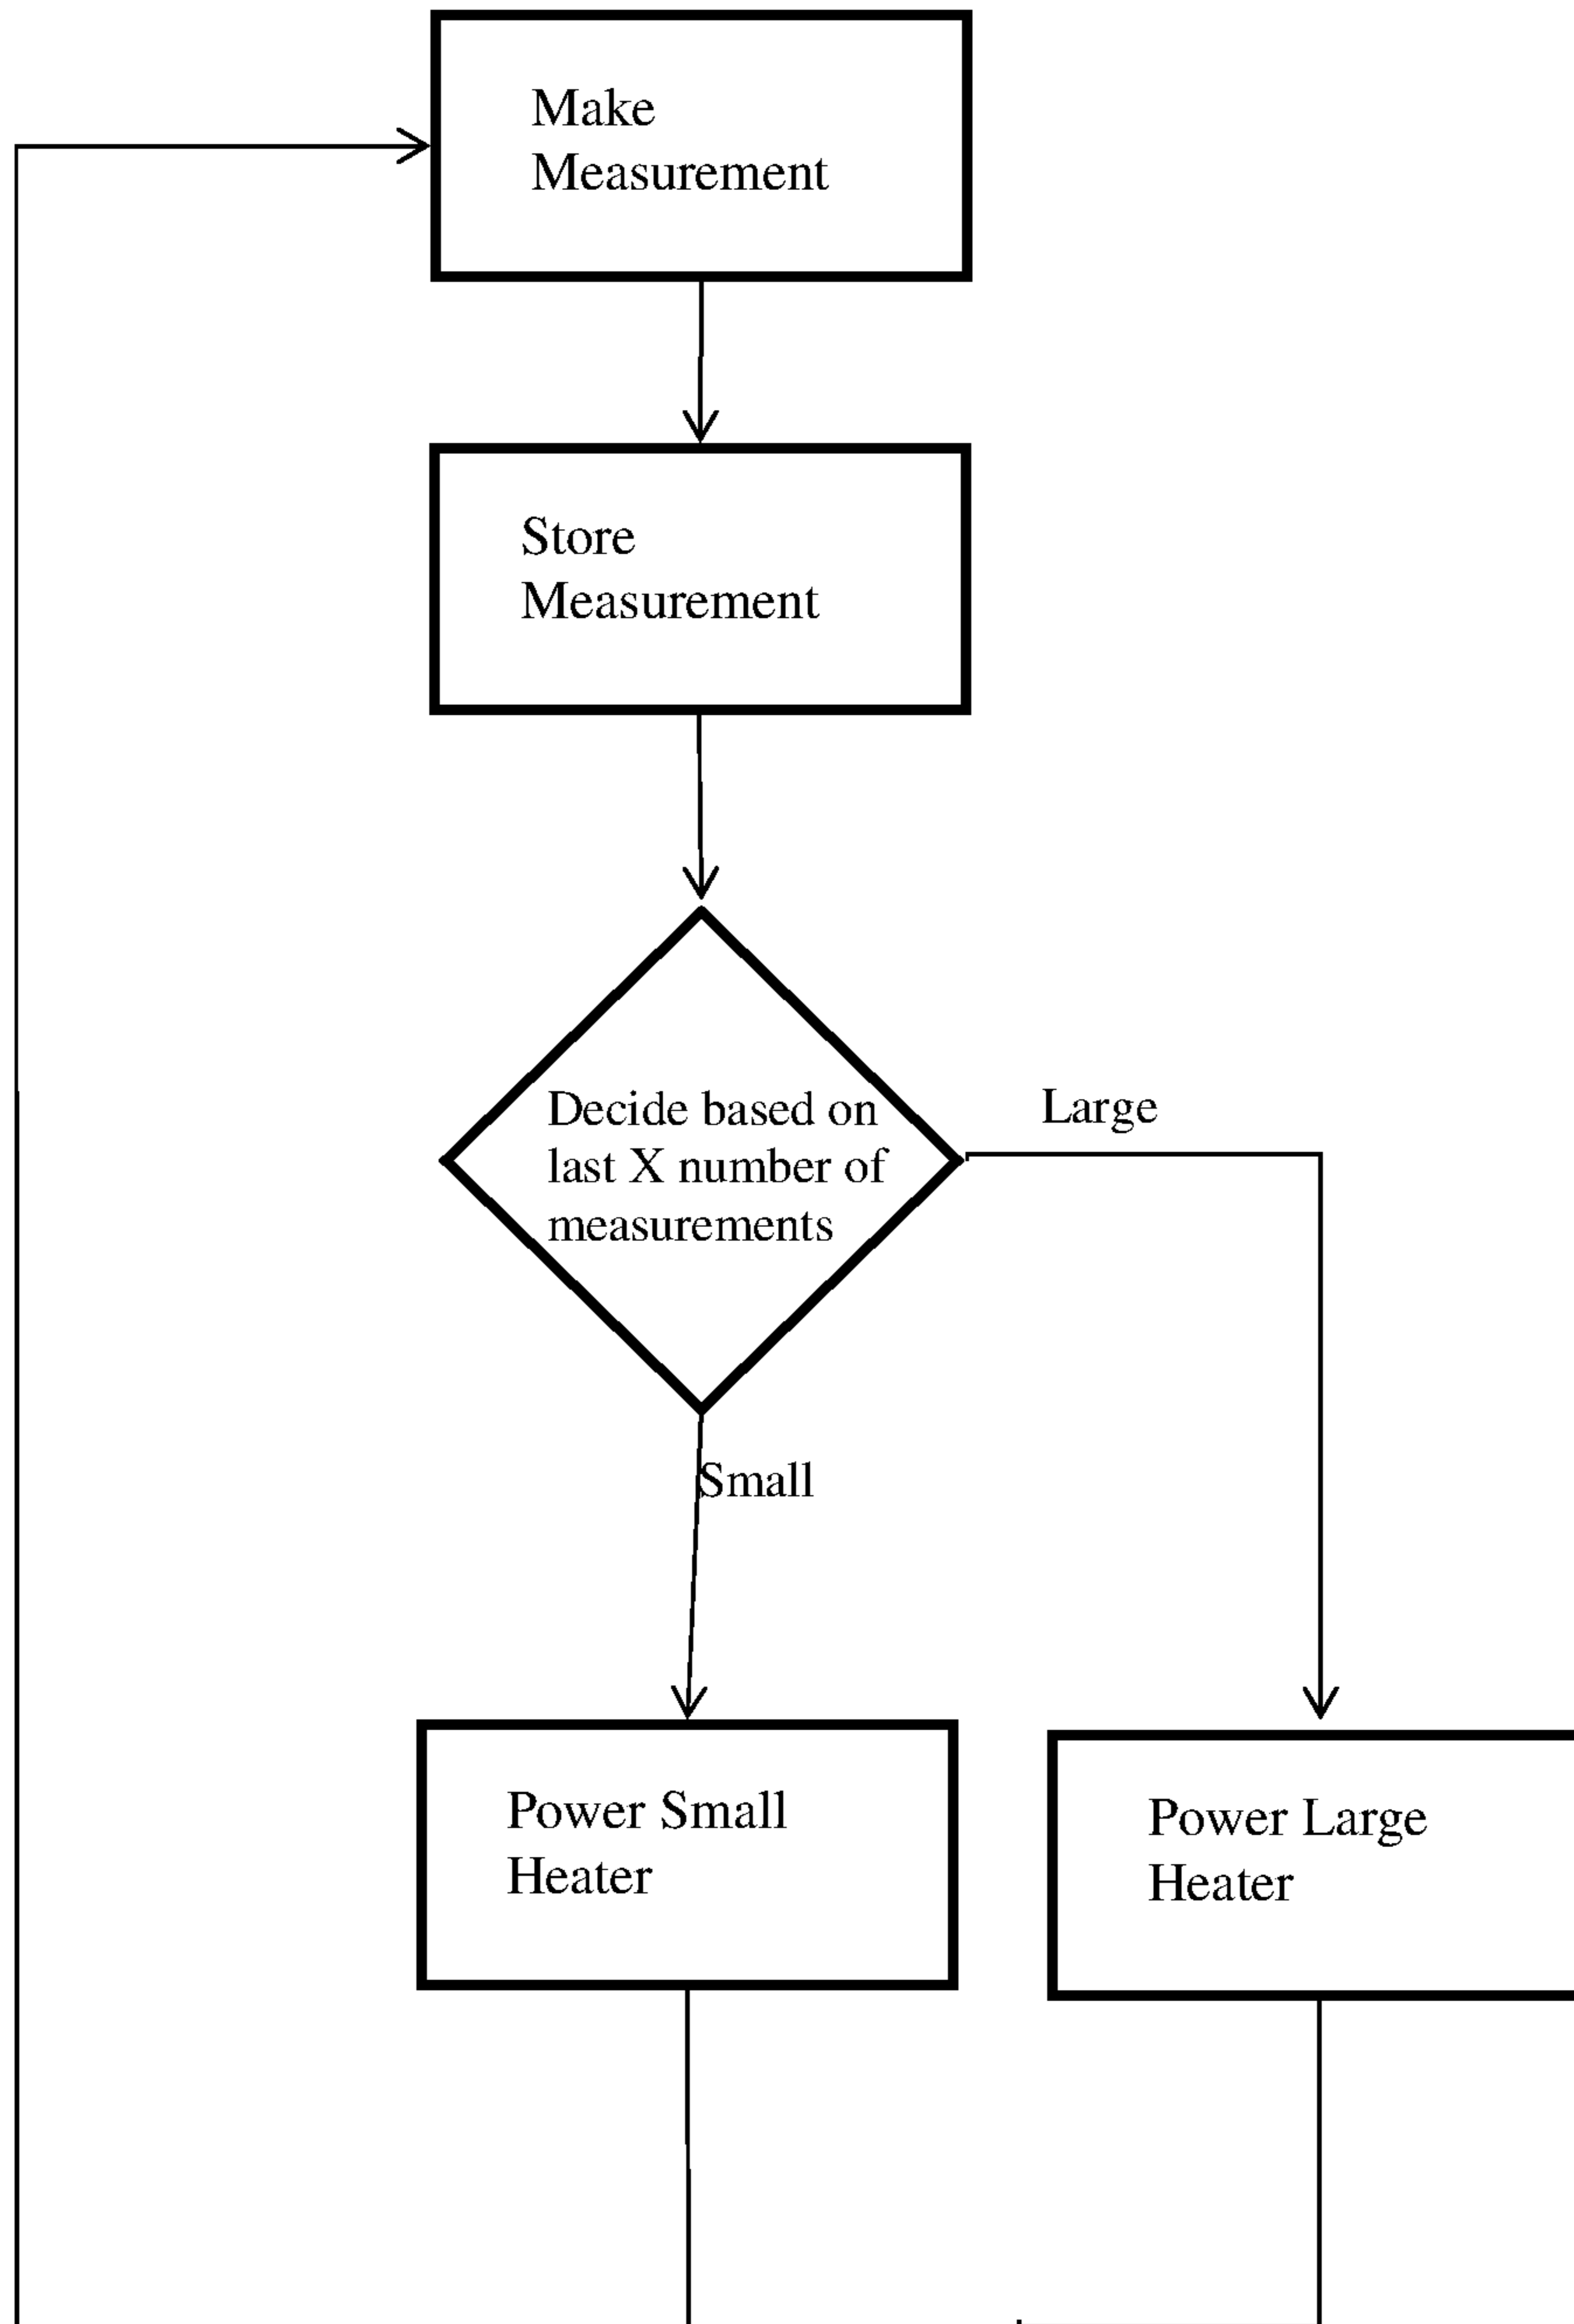 Make
Measurement
Store
Measurement
Decide based on
last X number of
measurements
Large
Small
Power Small
Heater
Power Large
Heater